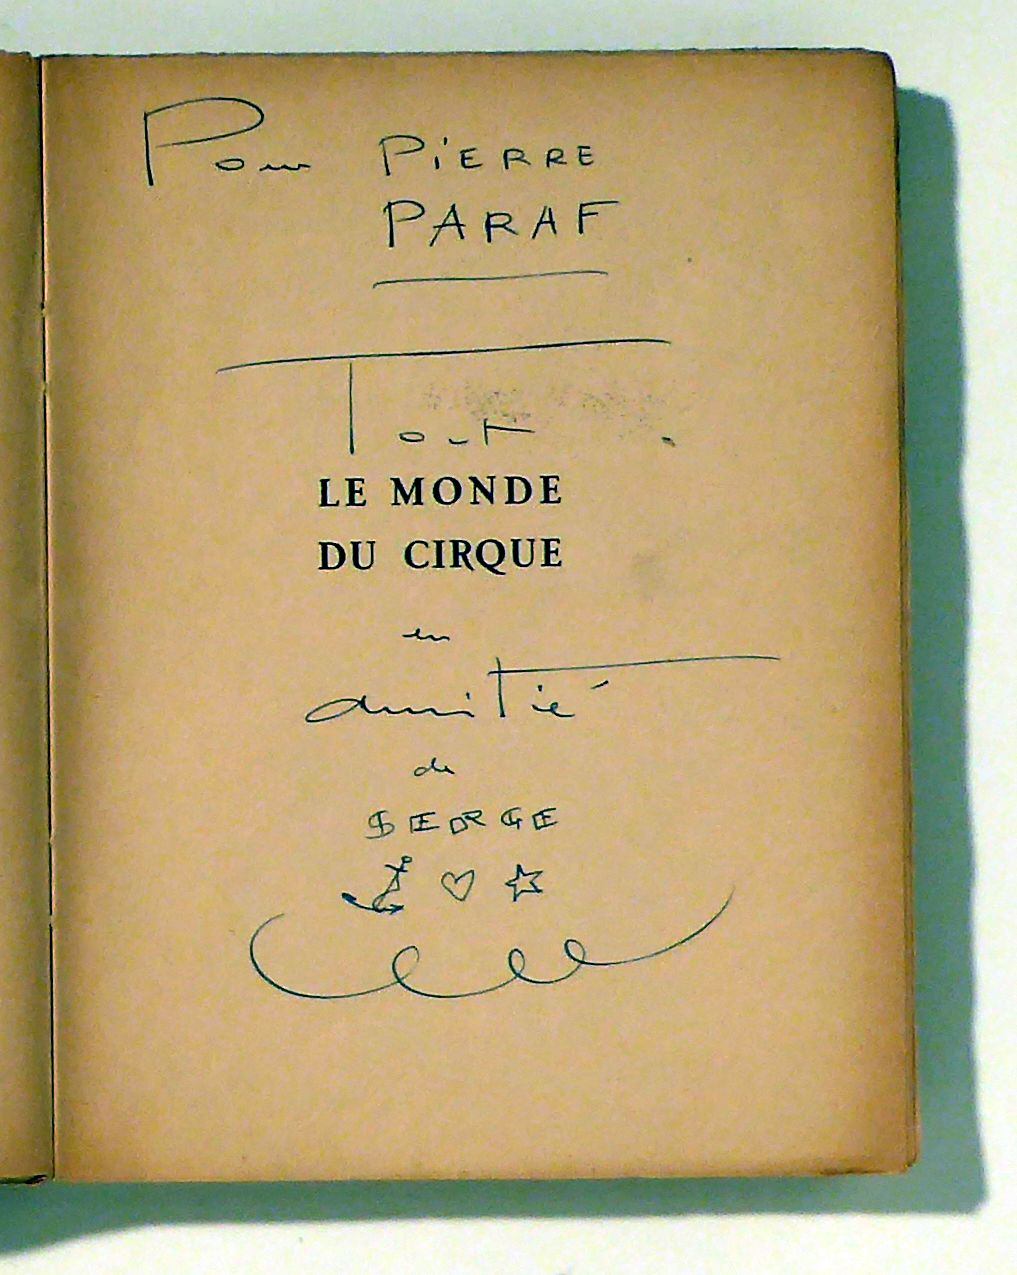 Pour PiERRE
PARAF
Tout
LE MONDE
DU CIRQUE
en
amitié
de
SERGE